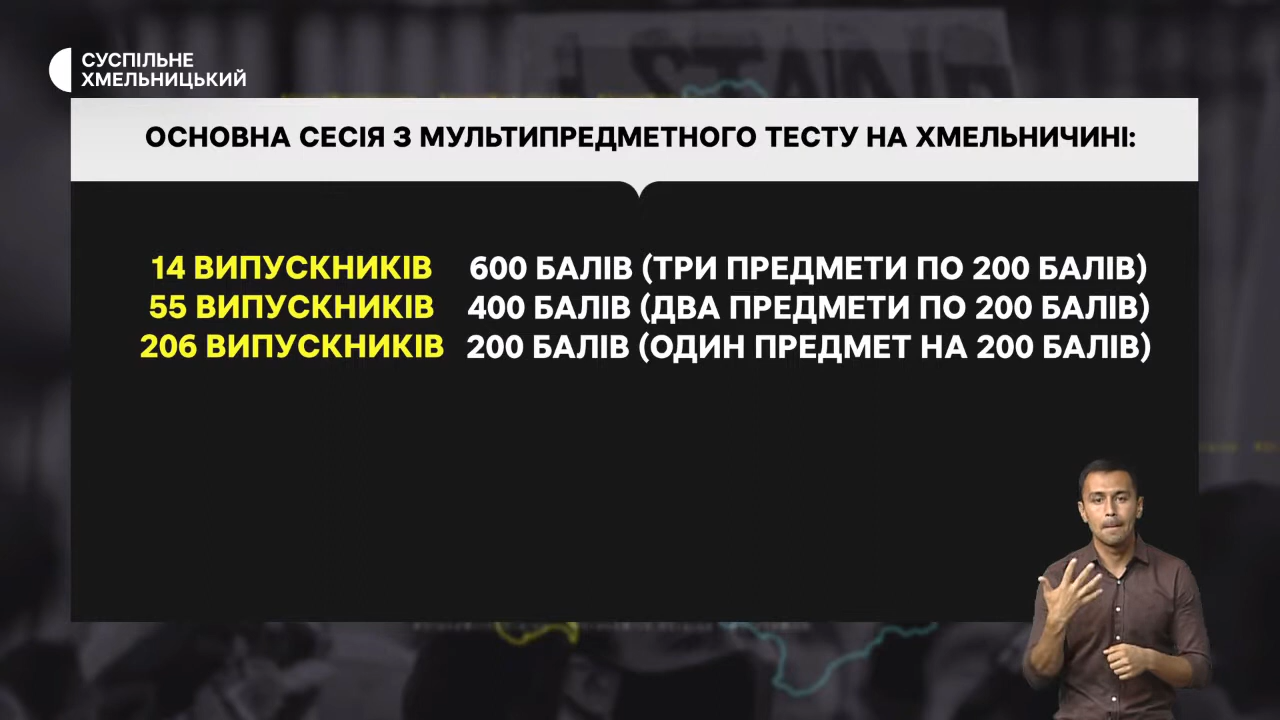 СУСПІЛЬНЕ
ХМЕЛЬНИЦЬКИЙ
ОСНОВНА СЕСІЯ З МУЛЬТИПРЕДМЕТНОГО ТЕСТУ НА ХМЕЛЬНИЧИНІ:
14 ВИПУСКНИКІВ 600 БАЛІВ (ТРИ ПРЕДМЕТИ ПО 200 БАЛІВ)
55 ВИПУСКНИКІВ 400 БАЛІВ (ДВА ПРЕДМЕТИ ПО 200 БАЛІВ)
206 ВИПУСКНИКІВ 200 БАЛІВ (ОДИН ПРЕДМЕТ НА 200 БАЛІВ)